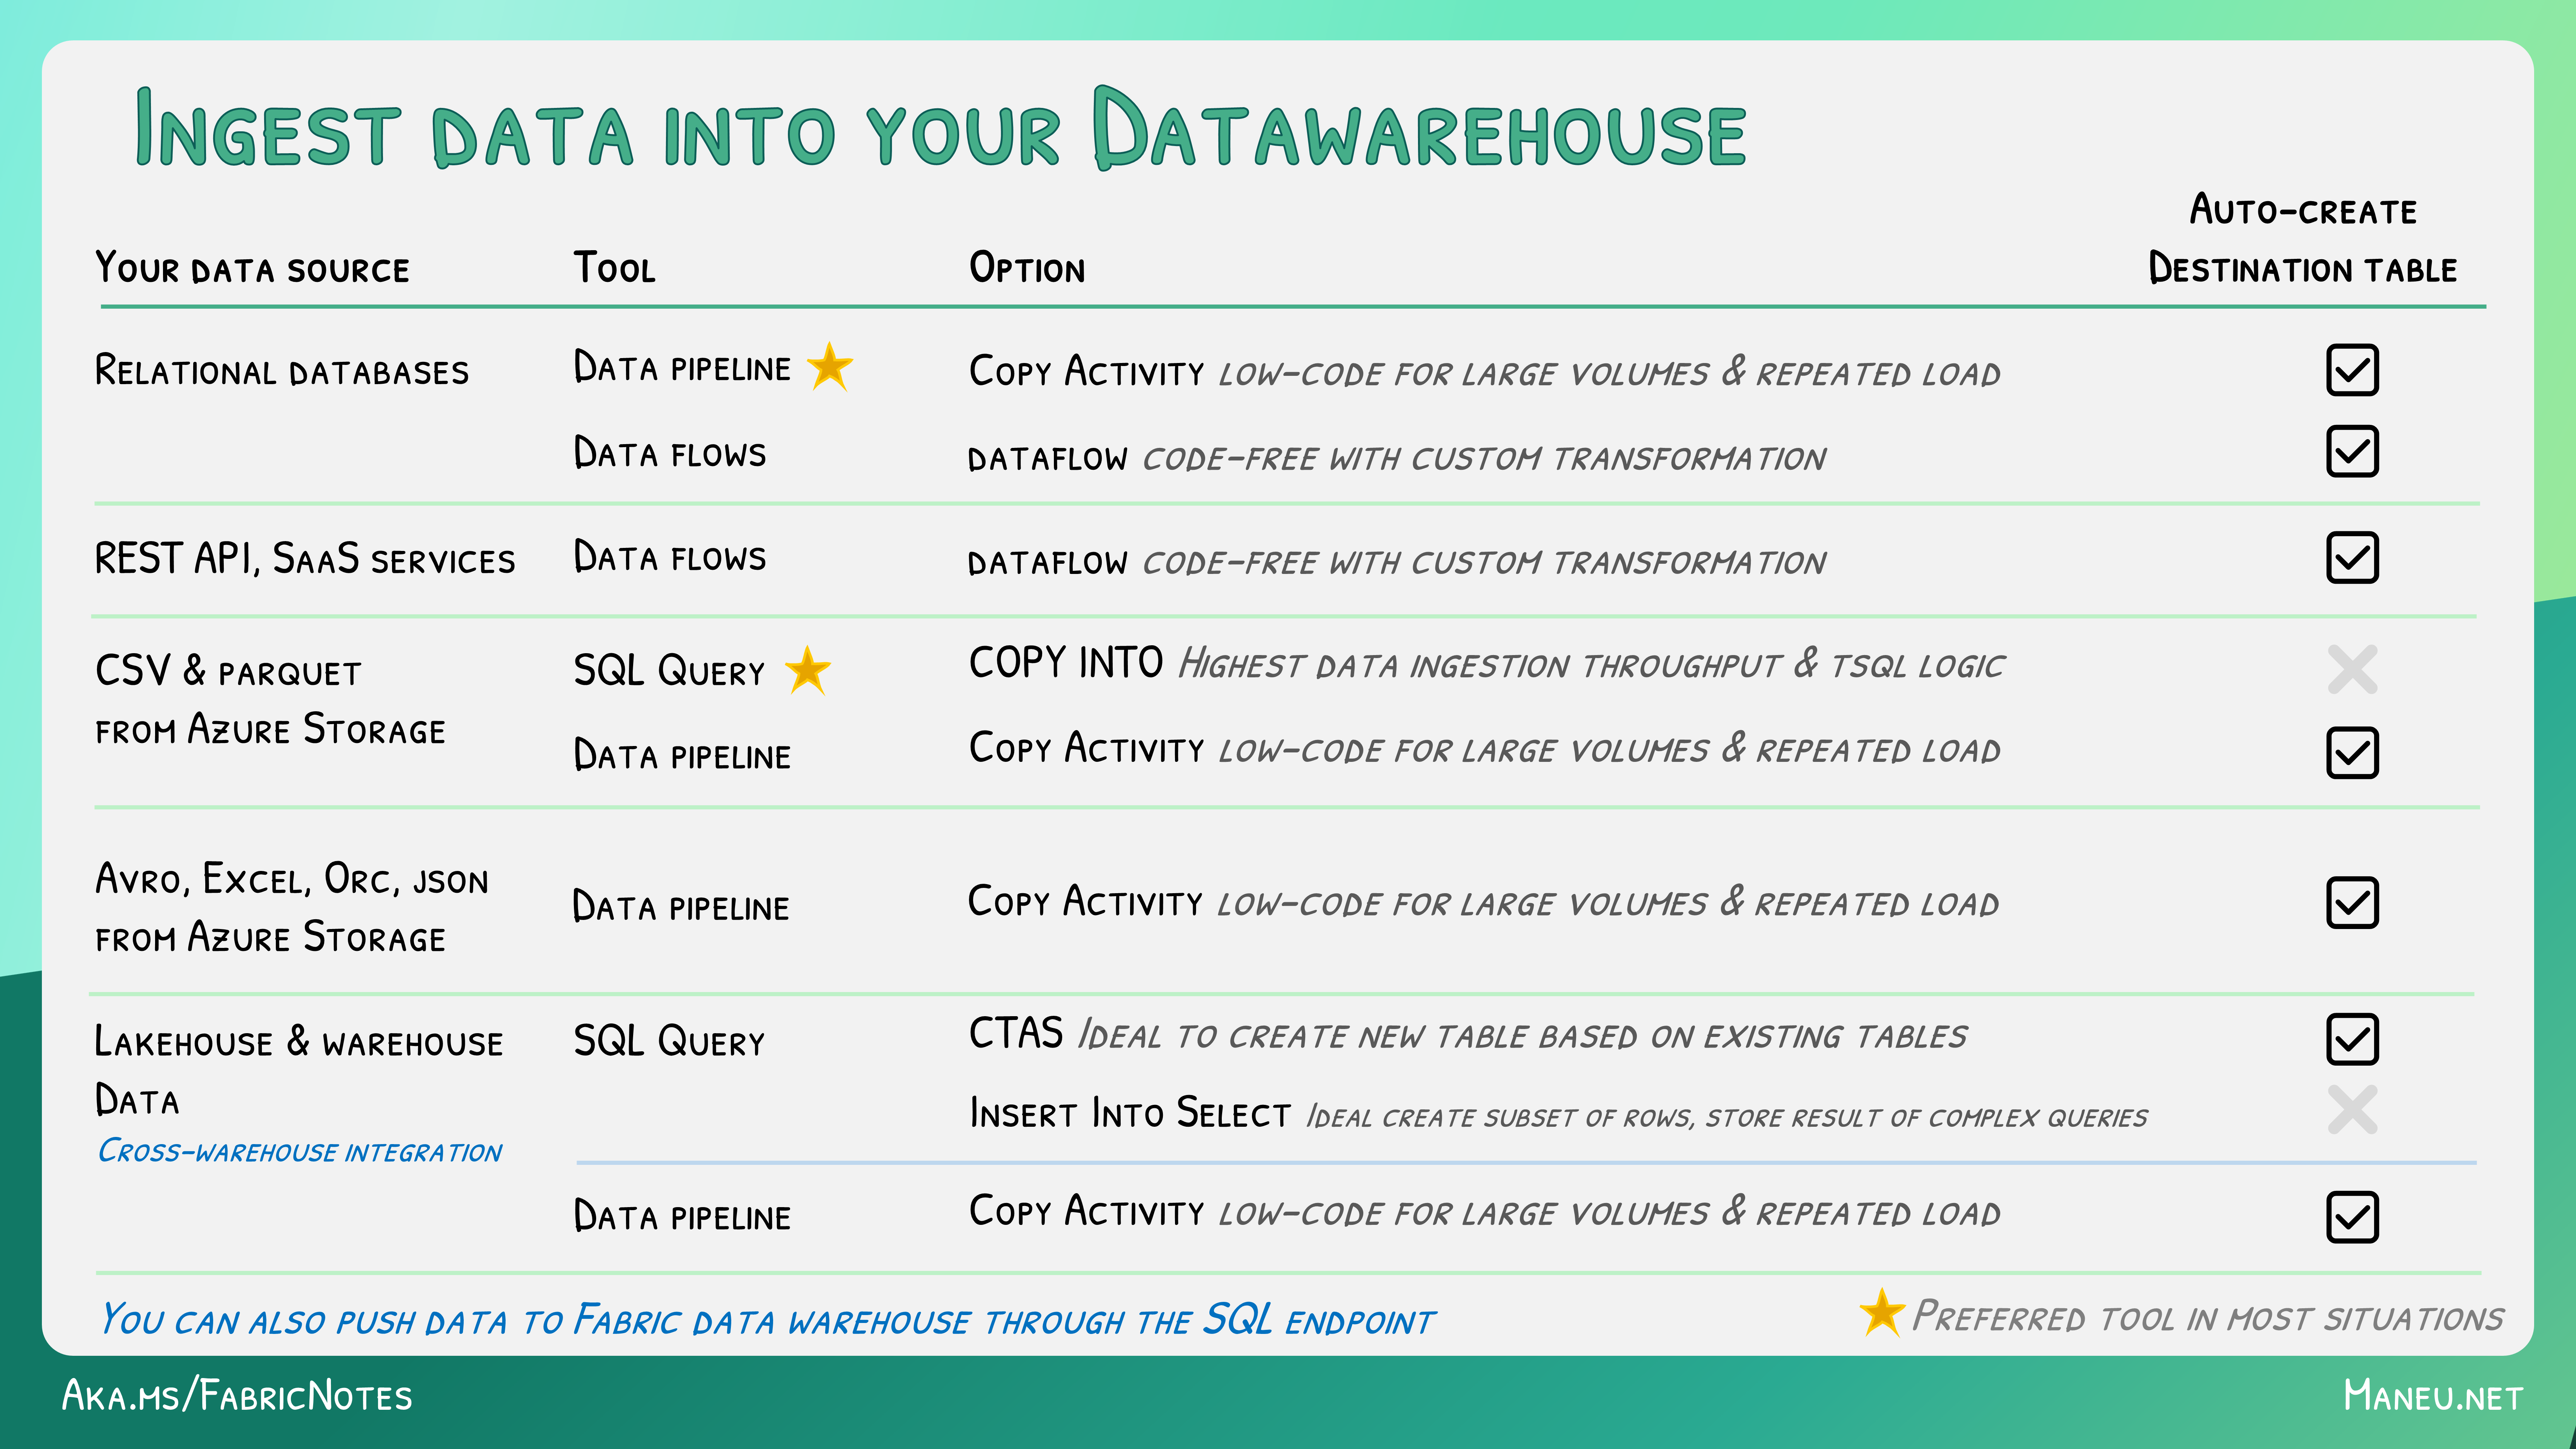 Ingest data into your Datawarehouse
Auto-create
Your data source Tool Option Destination table
Relational databases Data pipeline Copy Activity low-code for large volumes & repeated load
Data flows dataflow code-free with custom transformation
REST API, SaaS services Data flows dataflow code-free with custom transformation
CSV & parquet SQL Query COPY INTO Highest data ingestion throughput & tsql logic
from Azure Storage
Data pipeline Copy Activity low-code for large volumes & repeated load
Avro, Excel, Orc, json
from Azure Storage
Data pipeline Copy Activity low-code for large volumes & repeated load
Lakehouse & warehouse SQL Query CTAS Ideal to create new table based on existing tables
Data
Insert Into Select Ideal create subset of rows, store result of complex queries
Cross-warehouse integration
Data pipeline Copy Activity low-code for large volumes & repeated load
You can also push data to Fabric data warehouse through the SQL endpoint
Preferred tool in most situations
Aka.ms/FabricNotes
Maneu.net